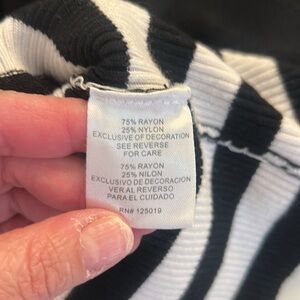 75% RAYON
25% NYLON
EXCLUSIVE OF DECORATION
SEE REVERSE
FOR CARE
75% RAYON
25% NILON
EXCLUSIVO DE DECORACION
VER AL REVERSO
PARA EL CUIDADO
RN# 125019